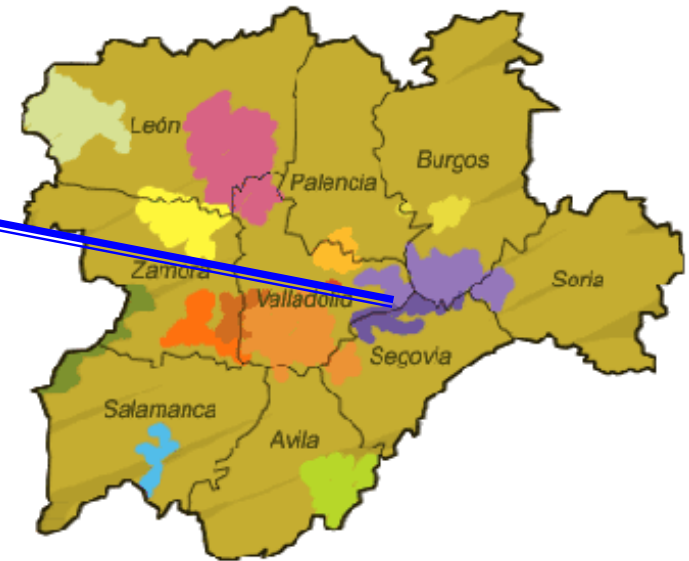 León
Burgos
Palencia
Zamora
Soria
Valladolid
Segovia
Salamanca
Avila